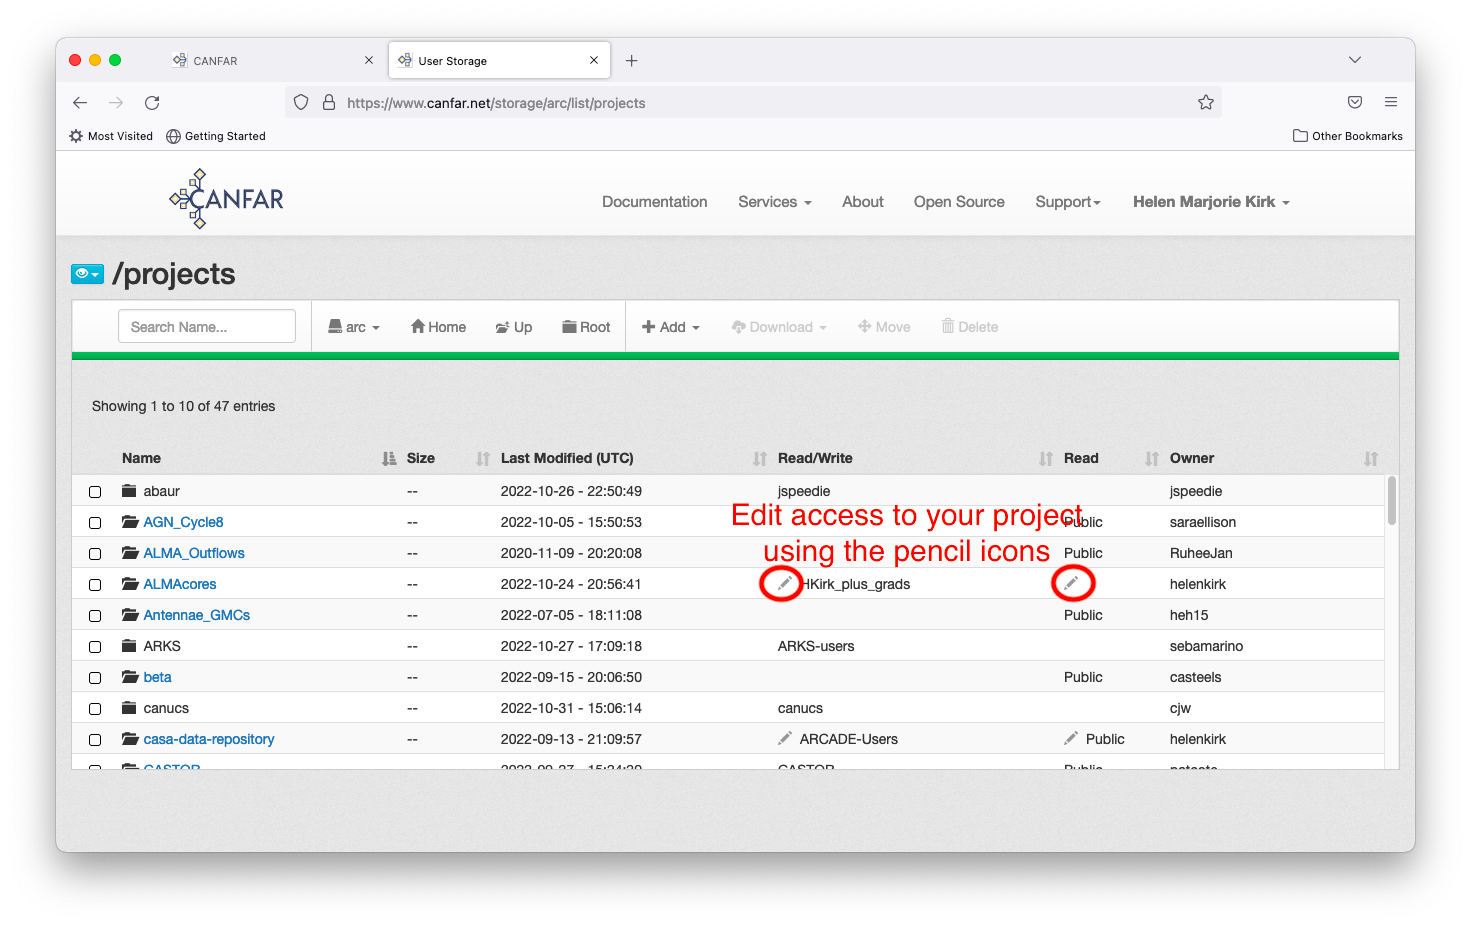 CANFAR
User Storage
https://www.canfar.net/storage/arc/list/projects
Most Visited Getting Started Other Bookmarks
CANFAR
Documentation Services About Open Source Support Helen Marjorie Kirk
/projects
Search Name... arc Home Up Root Add Download Move Delete
Showing 1 to 10 of 47 entries
Name Size Last Modified (UTC) Read/Write Read Owner
abaur -- 2022-10-26 - 22:50:49 jspeedie jspeedie
Edit access to your project
AGN_Cycle8 -- 2022-10-05 - 15:50:53 Public saraellison
using the pencil icons
ALMA_Outflows -- 2020-11-09 - 20:20:08 Public RuheeJan
ALMAcores -- 2022-10-24 - 20:56:41 HKirk_plus_grads helenkirk
Antennae_GMCs -- 2022-07-05 - 18:11:08 Public heh15
ARKS -- 2022-10-27 - 17:09:18 ARKS-users sebamarino
beta -- 2022-09-15 - 20:06:50 Public casteels
canucs -- 2022-10-31 - 15:06:14 canucs cjw
casa-data-repository -- 2022-09-13 - 21:09:57 ARCADE-Users Public helenkirk
CASTOR CASTOR Public